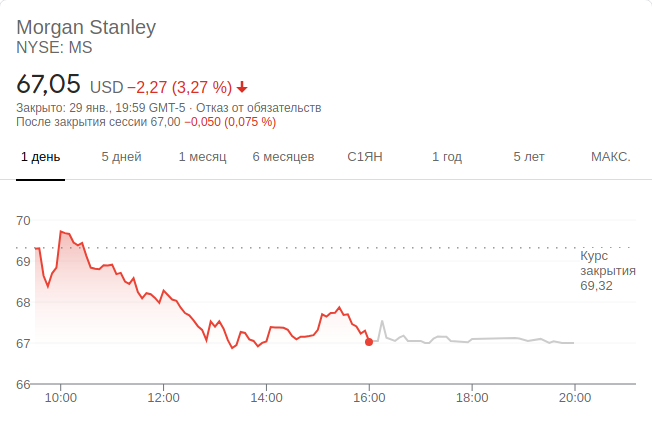 Morgan Stanley
NYSE: MS
67,05 USD −2,27 (3,27 %)
Закрыто: 29 янв., 19:59 GMT-5 · Отказ от обязательств
После закрытия сессии 67,00 −0,050 (0,075 %)
1 день 5 дней 1 месяц 6 месяцев С1ЯН 1 год 5 лет МАКС.
70
69
68
67
66
Курс
закрытия
69,32
10:00 12:00 14:00 16:00 18:00 20:00